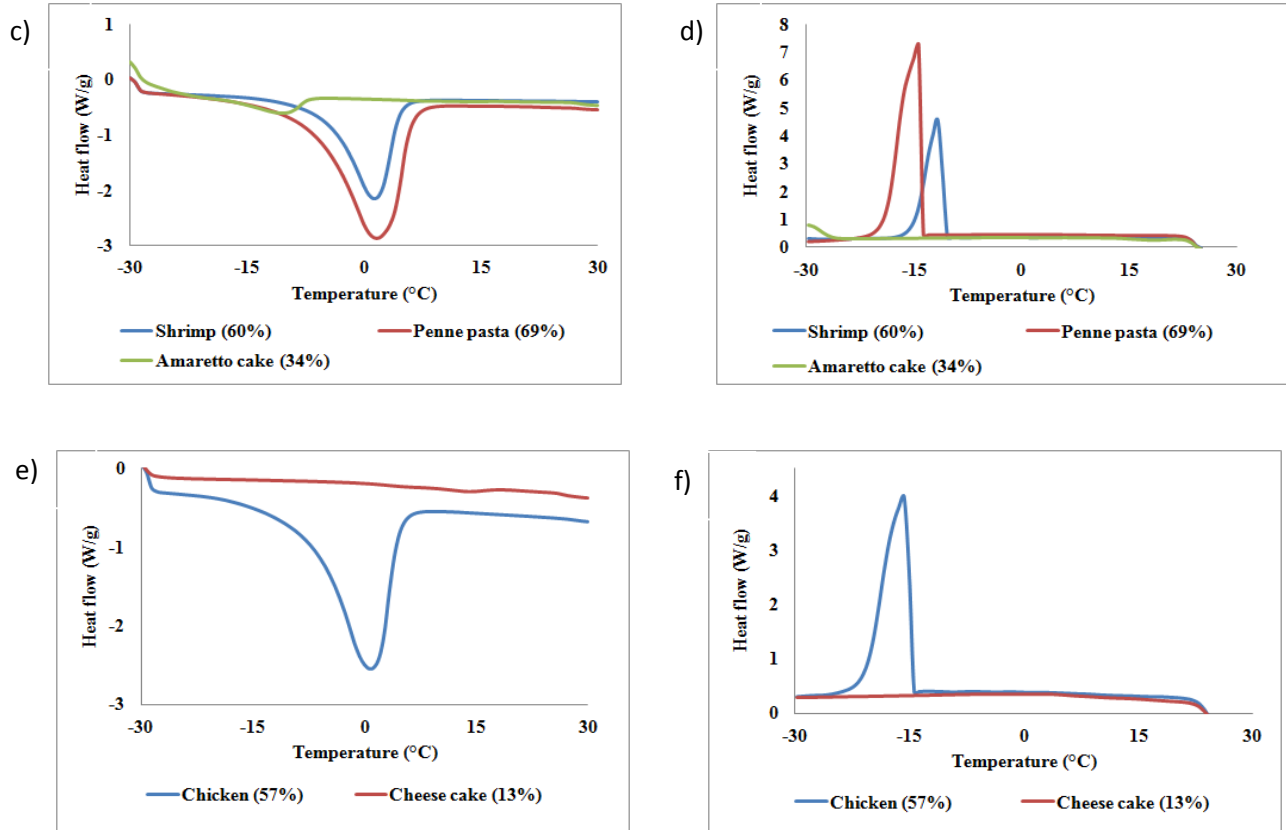 c)
1
0
-1
-2
-3
Heat flow (W/g)
-30 -15 0 15 30
Temperature (°C)
Shrimp (60%) Penne pasta (69%)
Amaretto cake (34%)
d)
8
7
6
5
4
3
2
1
0
Heat flow (W/g)
-30 -15 0 15 30
Temperature (°C)
Shrimp (60%) Penne pasta (69%)
Amaretto cake (34%)
e)
0
-1
-2
-3
Heat flow (W/g)
-30 -15 0 15 30
Temperature (°C)
Chicken (57%) Cheese cake (13%)
f)
4
3
2
1
0
Heat flow (W/g)
-30 -15 0 15 30
Temperature (°C)
Chicken (57%) Cheese cake (13%)